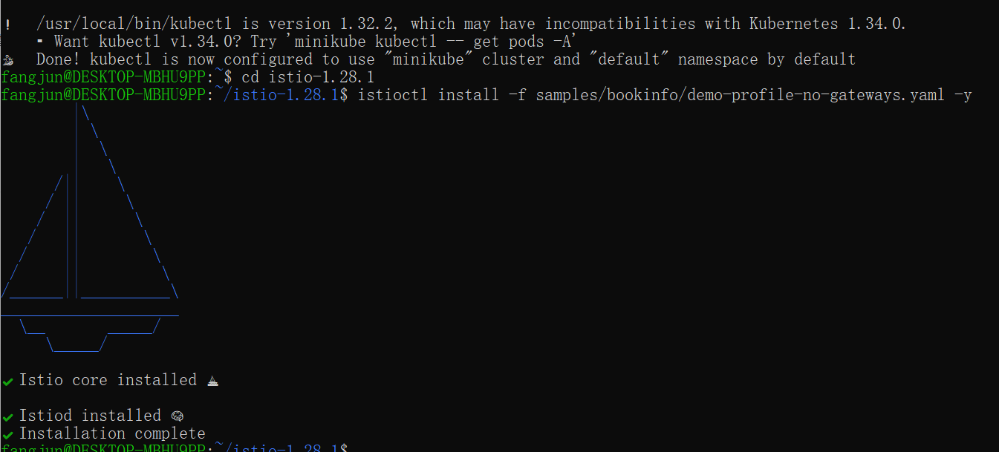 ! /usr/local/bin/kubectl is version 1.32.2, which may have incompatibilities with Kubernetes 1.34.0.
- Want kubectl v1.34.0? Try 'minikube kubectl -- get pods -A'
Done! kubectl is now configured to use "minikube" cluster and "default" namespace by default
fangjun@DESKTOP-MBHU9PP:~$ cd istio-1.28.1
fangjun@DESKTOP-MBHU9PP:~/istio-1.28.1$ istioctl install -f samples/bookinfo/demo-profile-no-gateways.yaml -y
✔ Istio core installed ⛵
✔ Istiod installed 🧠
✔ Installation complete
fangjun@DESKTOP-MBHU9PP:~/istio-1.28.1$